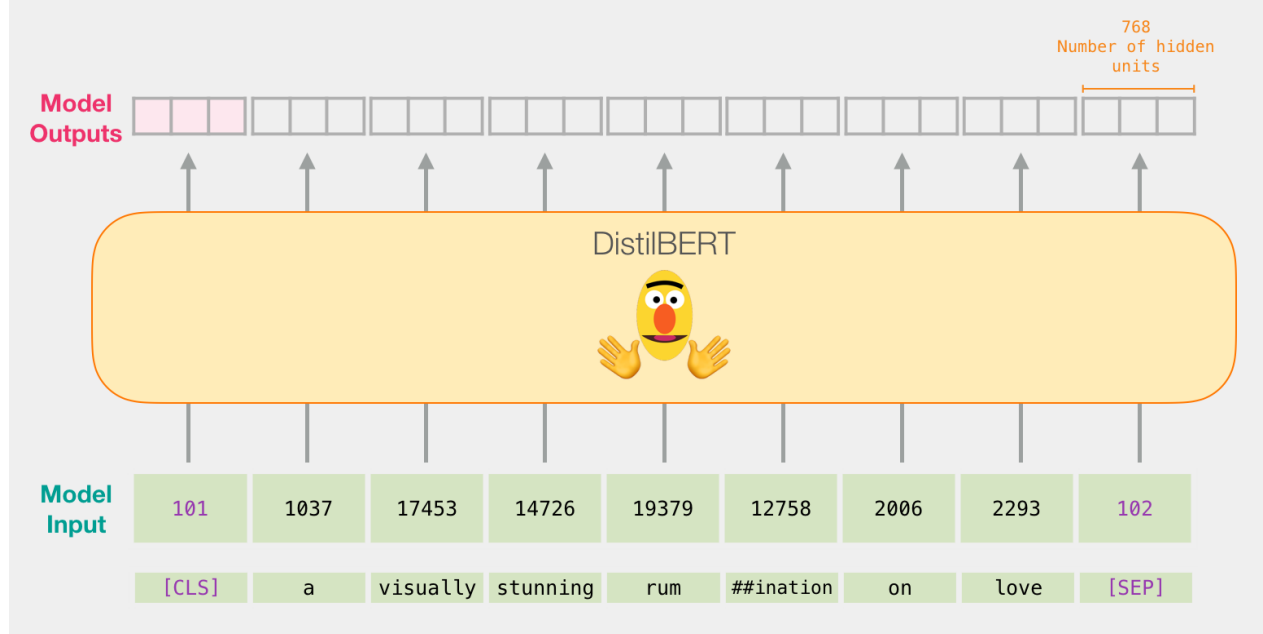 768
Number of hidden
units
Model
Outputs
DistilBERT
Model
Input
101 1037 17453 14726 19379 12758 2006 2293 102
[CLS] a visually stunning rum ##ination on love [SEP]